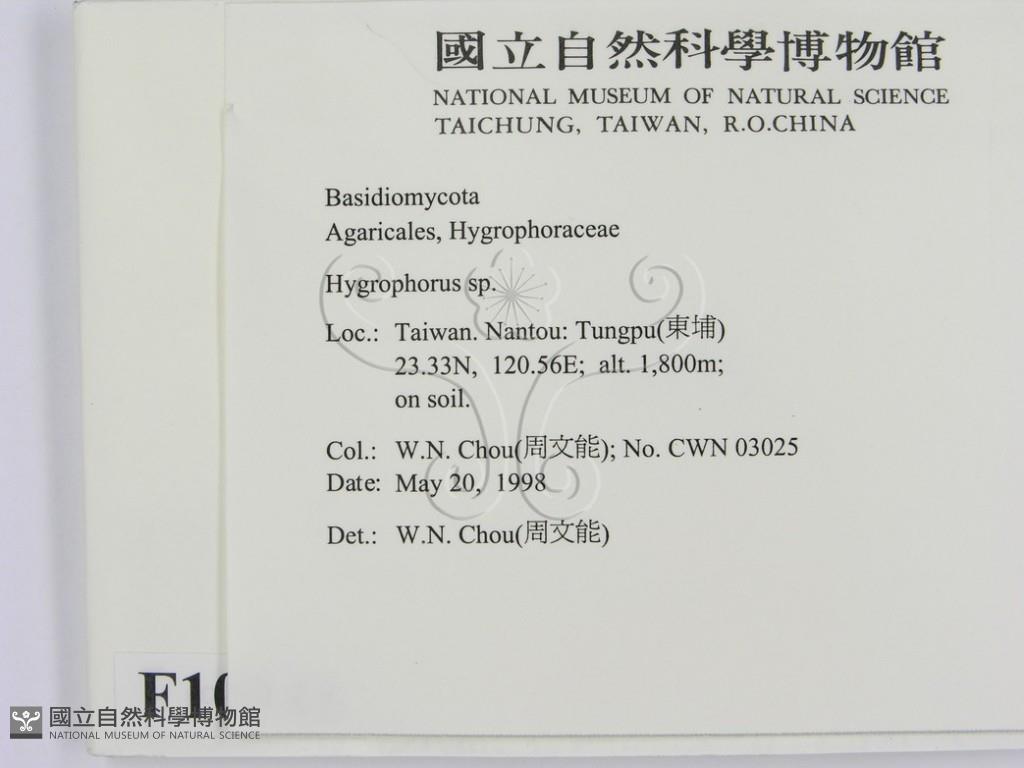 國立自然科學博物館
NATIONAL MUSEUM OF NATURAL SCIENCE
TAICHUNG, TAIWAN, R.O.CHINA
Basidiomycota
Agaricales, Hygrophoraceae
Hygrophorus sp.
Loc.: Taiwan. Nantou: Tungpu(東埔)
23.33N, 120.56E; alt. 1,800m;
on soil.
Col.: W.N. Chou(周文能); No. CWN 03025
Date: May 20, 1998
Det.: W.N. Chou(周文能)
國立自然科學博物館
NATIONAL MUSEUM OF NATURAL SCIENCE